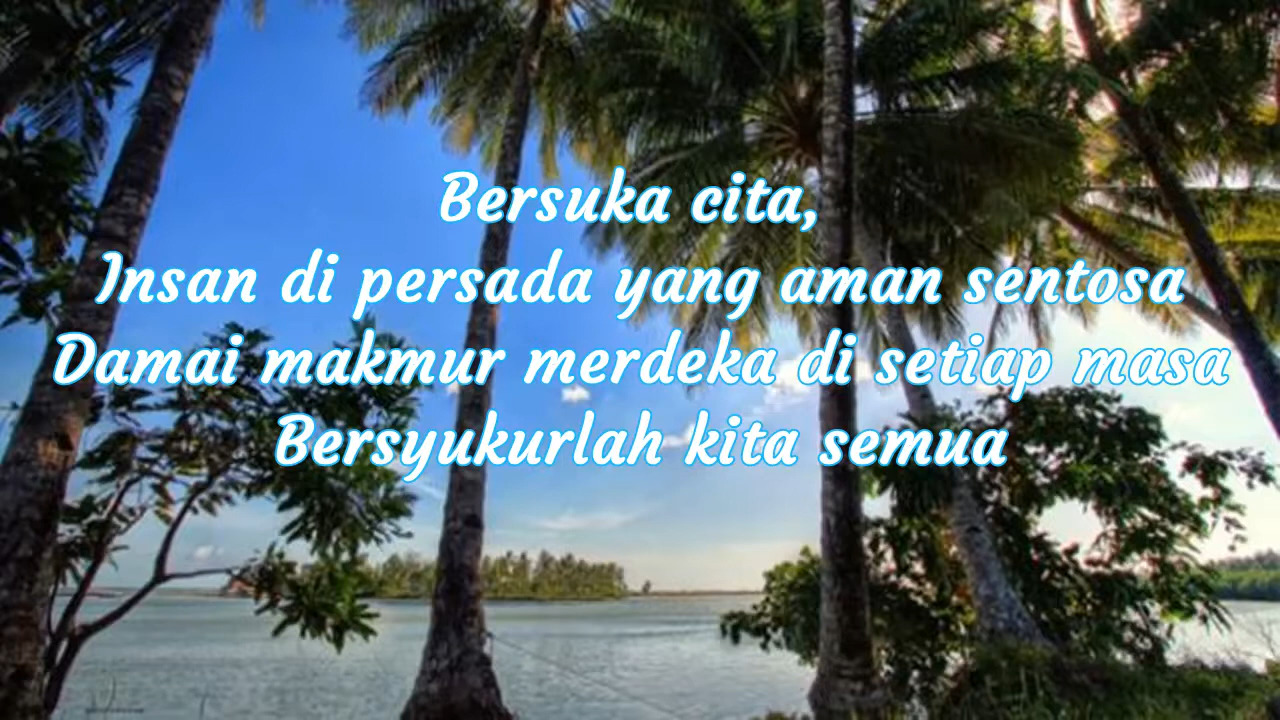 Bersuka cita,
Insan di persada yang aman sentosa
Damai makmur merdeka di setiap masa
Bersyukurlah kita semua